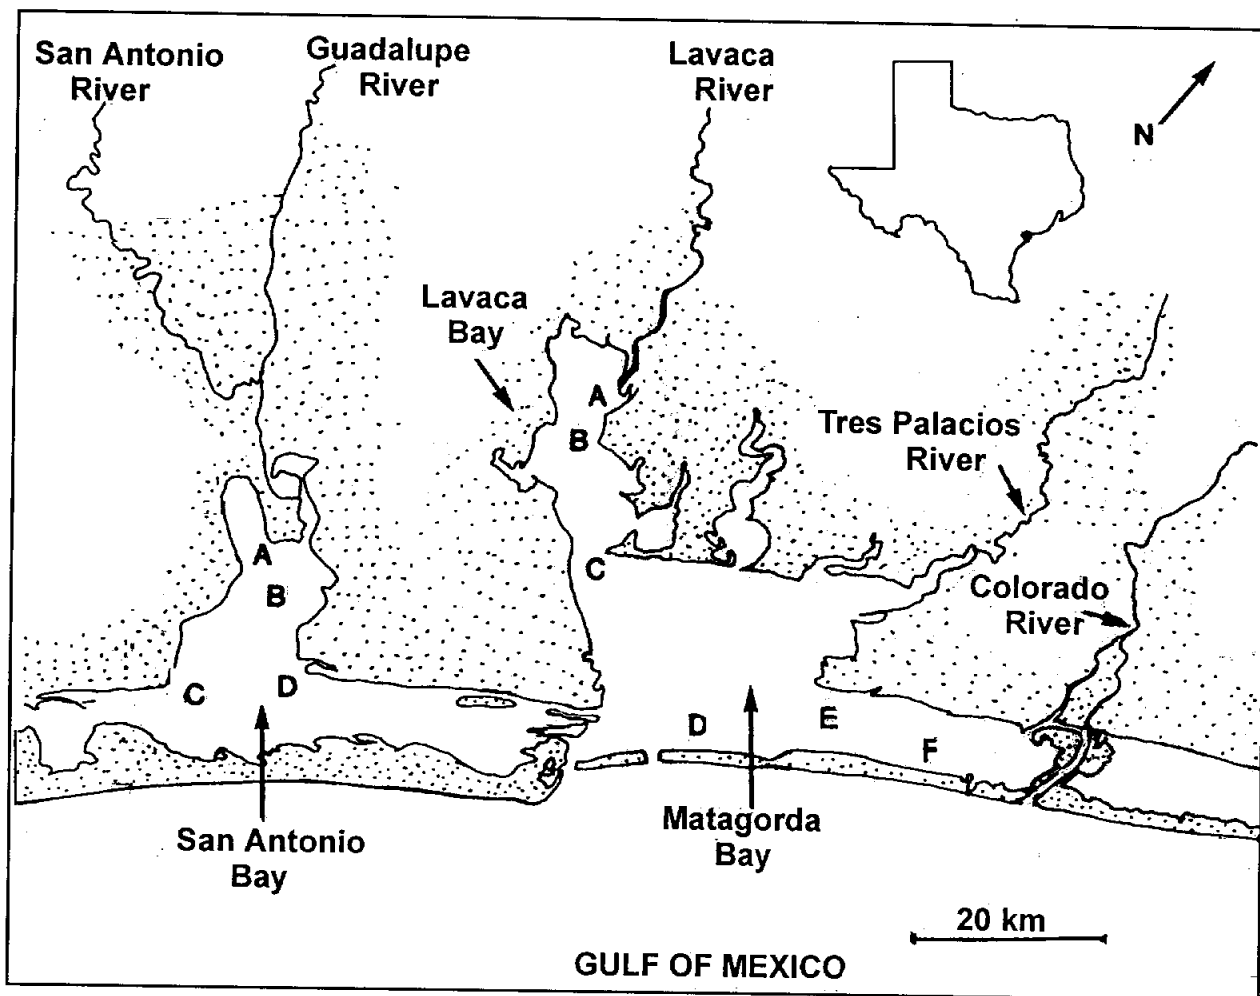 San Antonio
River
Guadalupe
River
Lavaca
River
N
Lavaca
Bay
A
B
Tres Palacios
River
A
B
C
Colorado
River
C
D
D
E
F
San Antonio
Bay
Matagorda
Bay
20 km
GULF OF MEXICO